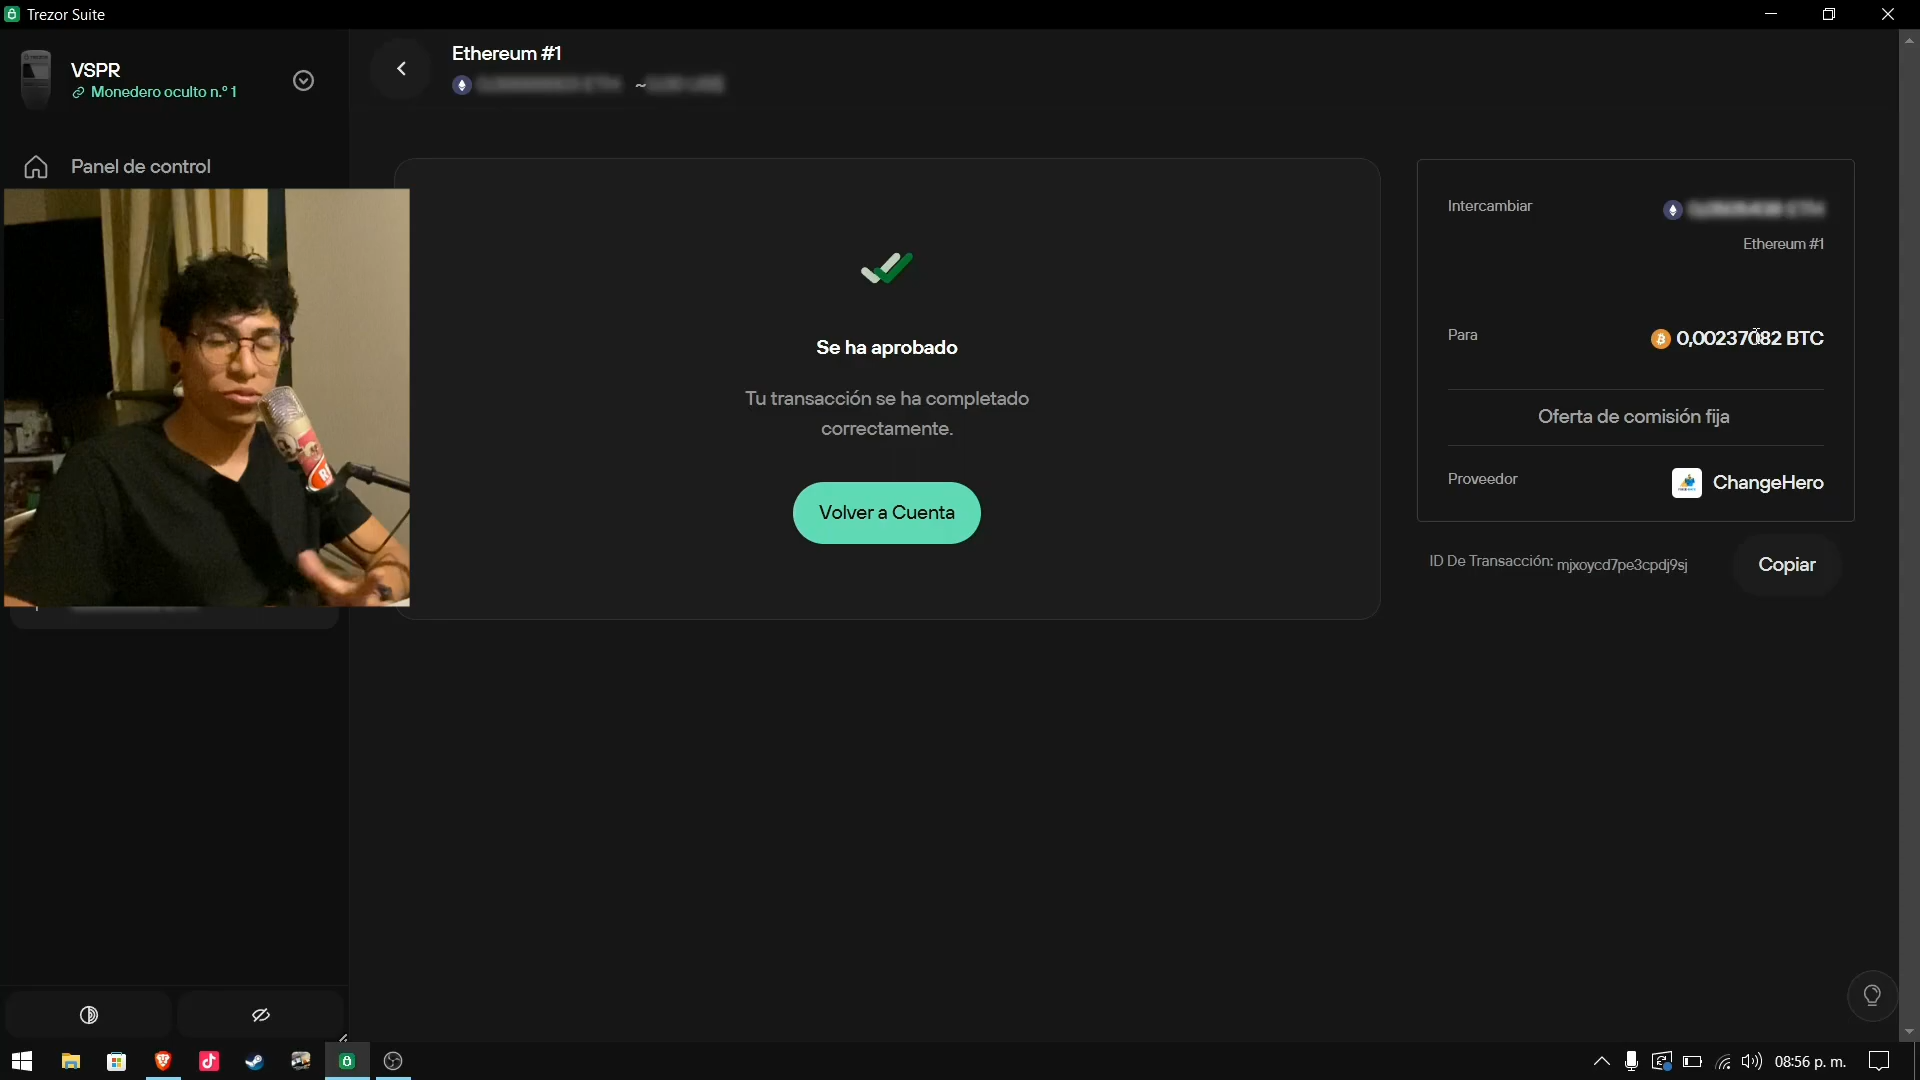 Trezor Suite
VSPR
Monedero oculto n.º 1
Panel de control
Ethereum #1
Se ha aprobado
Tu transacción se ha completado
correctamente.
Volver a Cuenta
Intercambiar
Ethereum #1
Para
0,00237082 BTC
Oferta de comisión fija
Proveedor
ChangeHero
ID De Transacción: mjxoycd7pe3cpdj9sj
Copiar
08:56 p. m.